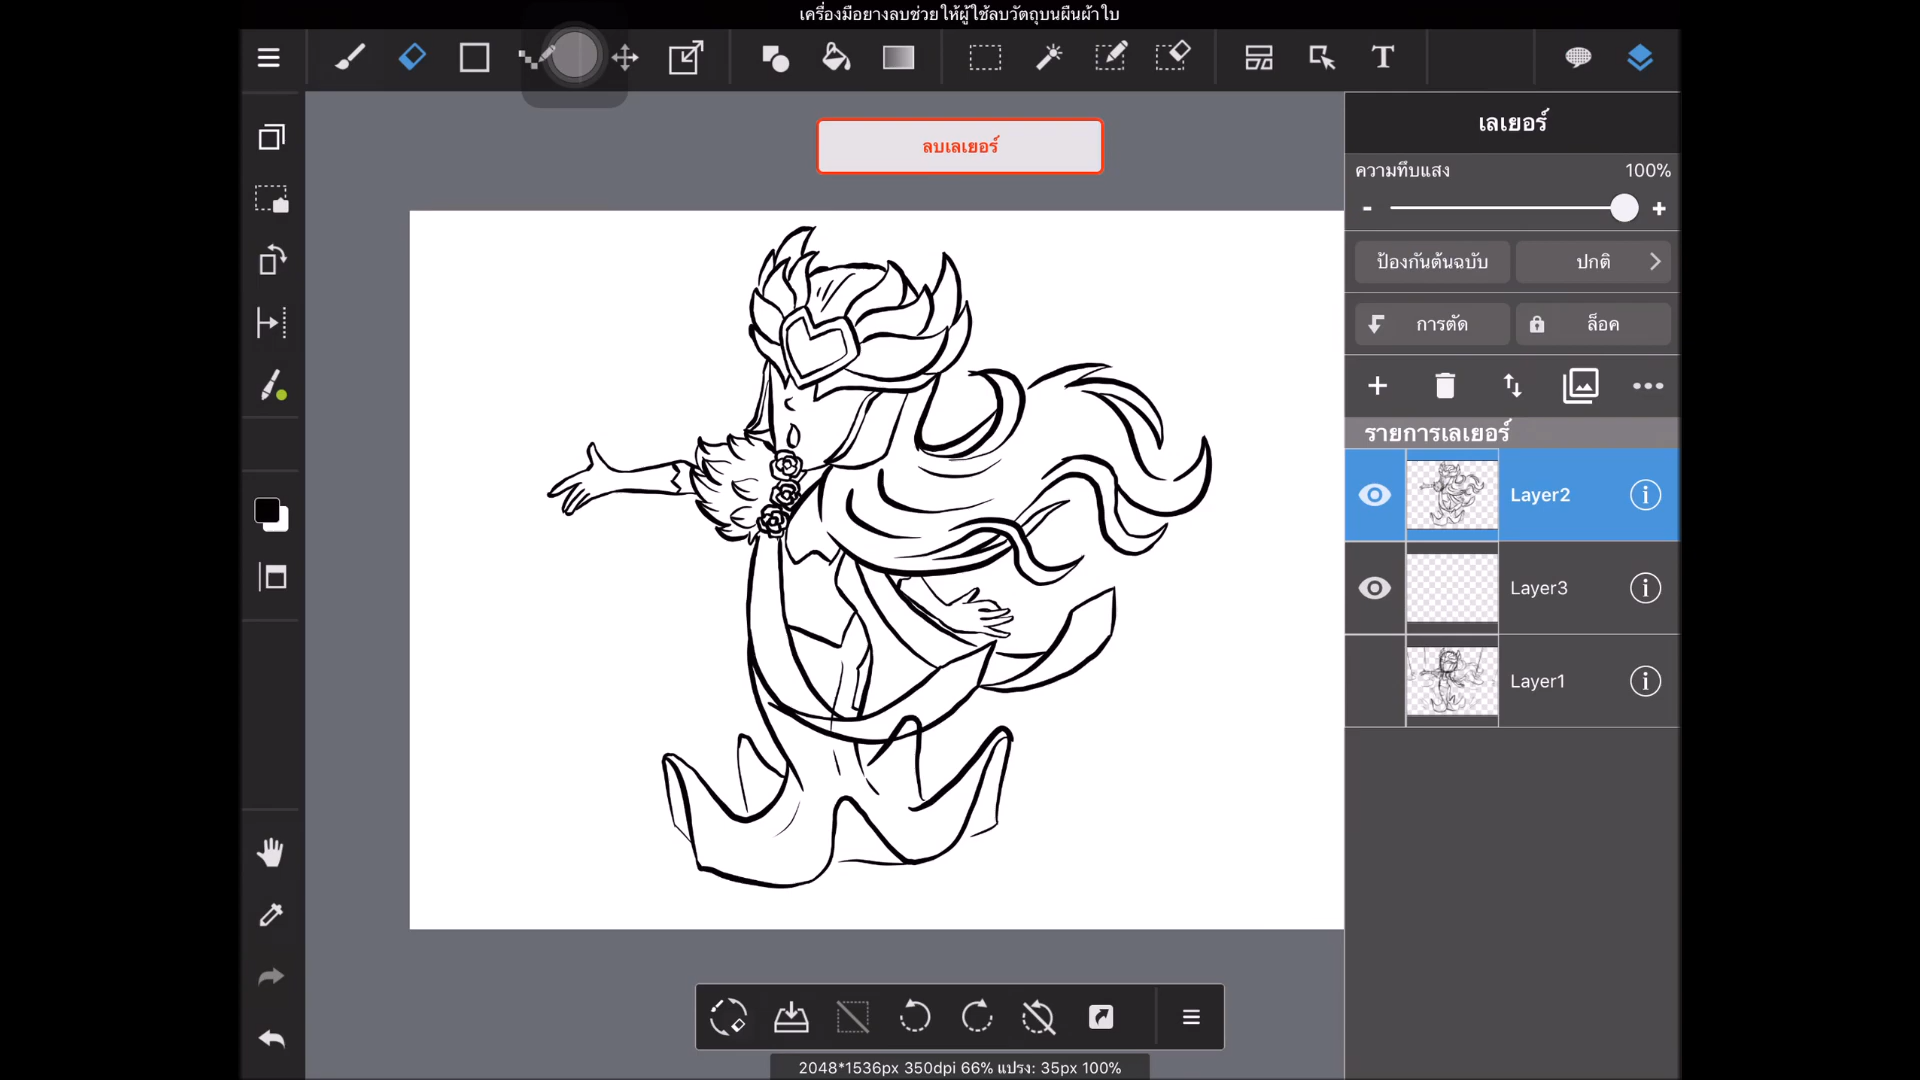 เครื่องมือยางลบช่วยให้ผู้ใช้ลบวัตถุบนผืนผ้าใบ
T
ลบเลเยอร์
เลเยอร์
ความทึบแสง 100%
- +
ป้องกันต้นฉบับ ปกติ
การตัด ล็อค
รายการเลเยอร์
Layer2
Layer3
Layer1
2048*1536px 350dpi 66% แปรง: 35px 100%